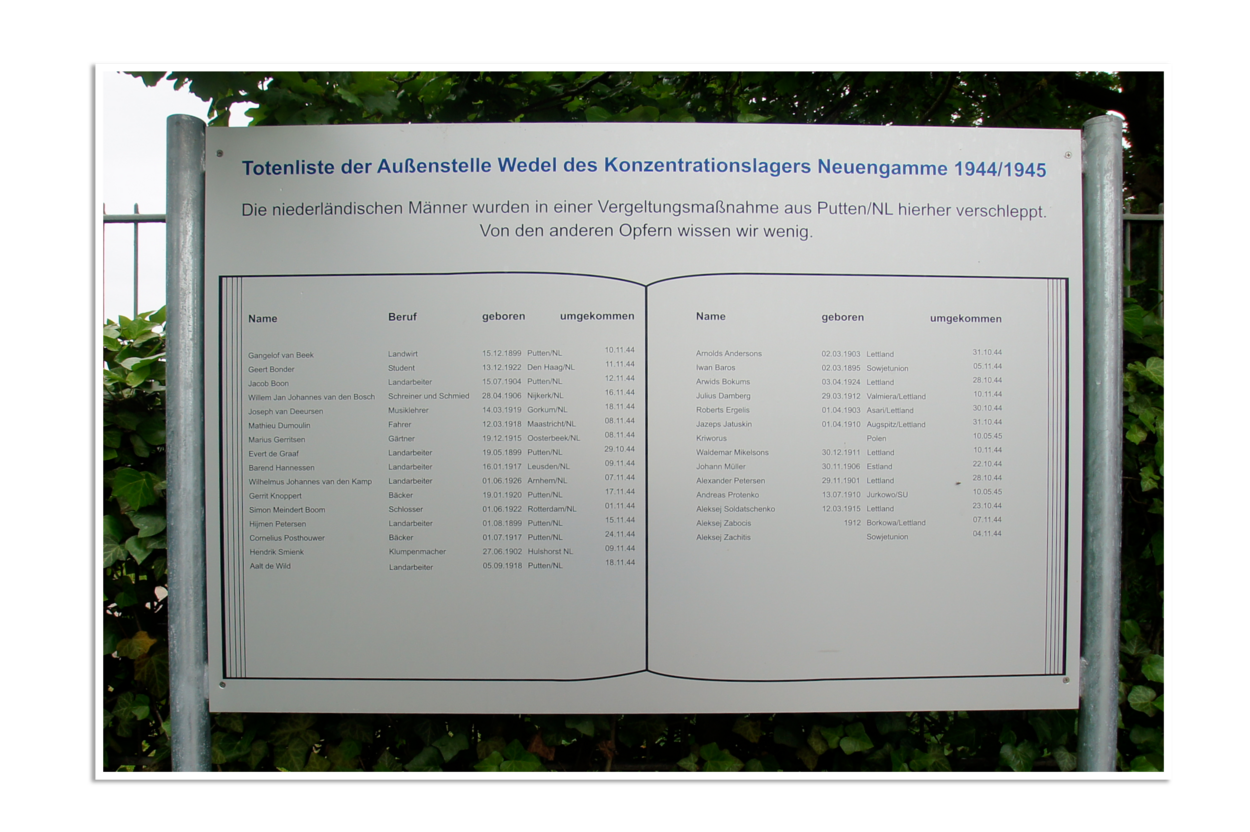 Totenliste der Außenstelle Wedel des Konzentrationslagers Neuengamme 1944/1945
Die niederländischen Männer wurden in einer Vergeltungsmaßnahme aus Putten/NL hierher verschleppt.
Von den anderen Opfern wissen wir wenig.
Name Beruf geboren umgekommen
Gangelof van Beek Landwirt 15.12.1899 Putten/NL 10.11.44
Geert Bonder Student 13.12.1922 Den Haag/NL 11.11.44
Jacob Boon Landarbeiter 15.07.1904 Putten/NL 12.11.44
Willem Jan Johannes van den Bosch Schreiner und Schmied 28.04.1906 Nijkerk/NL 16.11.44
Joseph van Deeursen Musiklehrer 14.03.1919 Gorkum/NL 18.11.44
Mathieu Dumoulin Fahrer 12.03.1918 Maastricht/NL 08.11.44
Marius Gerritsen Gärtner 19.12.1915 Oosterbeek/NL 08.11.44
Evert de Graaf Landarbeiter 19.05.1899 Putten/NL 29.10.44
Barend Hannessen Landarbeiter 16.01.1917 Leusden/NL 09.11.44
Wilhelmus Johannes van den Kamp Landarbeiter 01.06.1926 Arnhem/NL 07.11.44
Gerrit Knoppert Bäcker 19.01.1920 Putten/NL 17.11.44
Simon Meindert Boom Schlosser 01.06.1922 Rotterdam/NL 01.11.44
Hijmen Petersen Landarbeiter 01.08.1899 Putten/NL 15.11.44
Cornelius Posthouwer Bäcker 01.07.1917 Putten/NL 24.11.44
Hendrik Smienk Klumpenmacher 27.06.1902 Hulshorst NL 09.11.44
Aalt de Wild Landarbeiter 05.09.1918 Putten/NL 18.11.44
Name geboren umgekommen
Arnolds Andersons 02.03.1903 Lettland 31.10.44
Iwan Baros 02.03.1895 Sowjetunion 05.11.44
Arwids Bokums 03.04.1924 Lettland 28.10.44
Julius Damberg 29.03.1912 Valmiera/Lettland 10.11.44
Roberts Ergelis 01.04.1903 Asari/Lettland 30.10.44
Jazeps Jatuskin 01.04.1910 Augspitz/Lettland 31.10.44
Kriworus Polen 10.05.45
Waldemar Mikelsons 30.12.1911 Lettland 10.11.44
Johann Müller 30.11.1906 Estland 22.10.44
Alexander Petersen 29.11.1901 Lettland 28.10.44
Andreas Protenko 13.07.1910 Jurkowo/SU 10.05.45
Aleksej Soldatschenko 12.03.1915 Lettland 23.10.44
Aleksej Zabocis 1912 Borkowa/Lettland 07.11.44
Aleksej Zachitis Sowjetunion 04.11.44